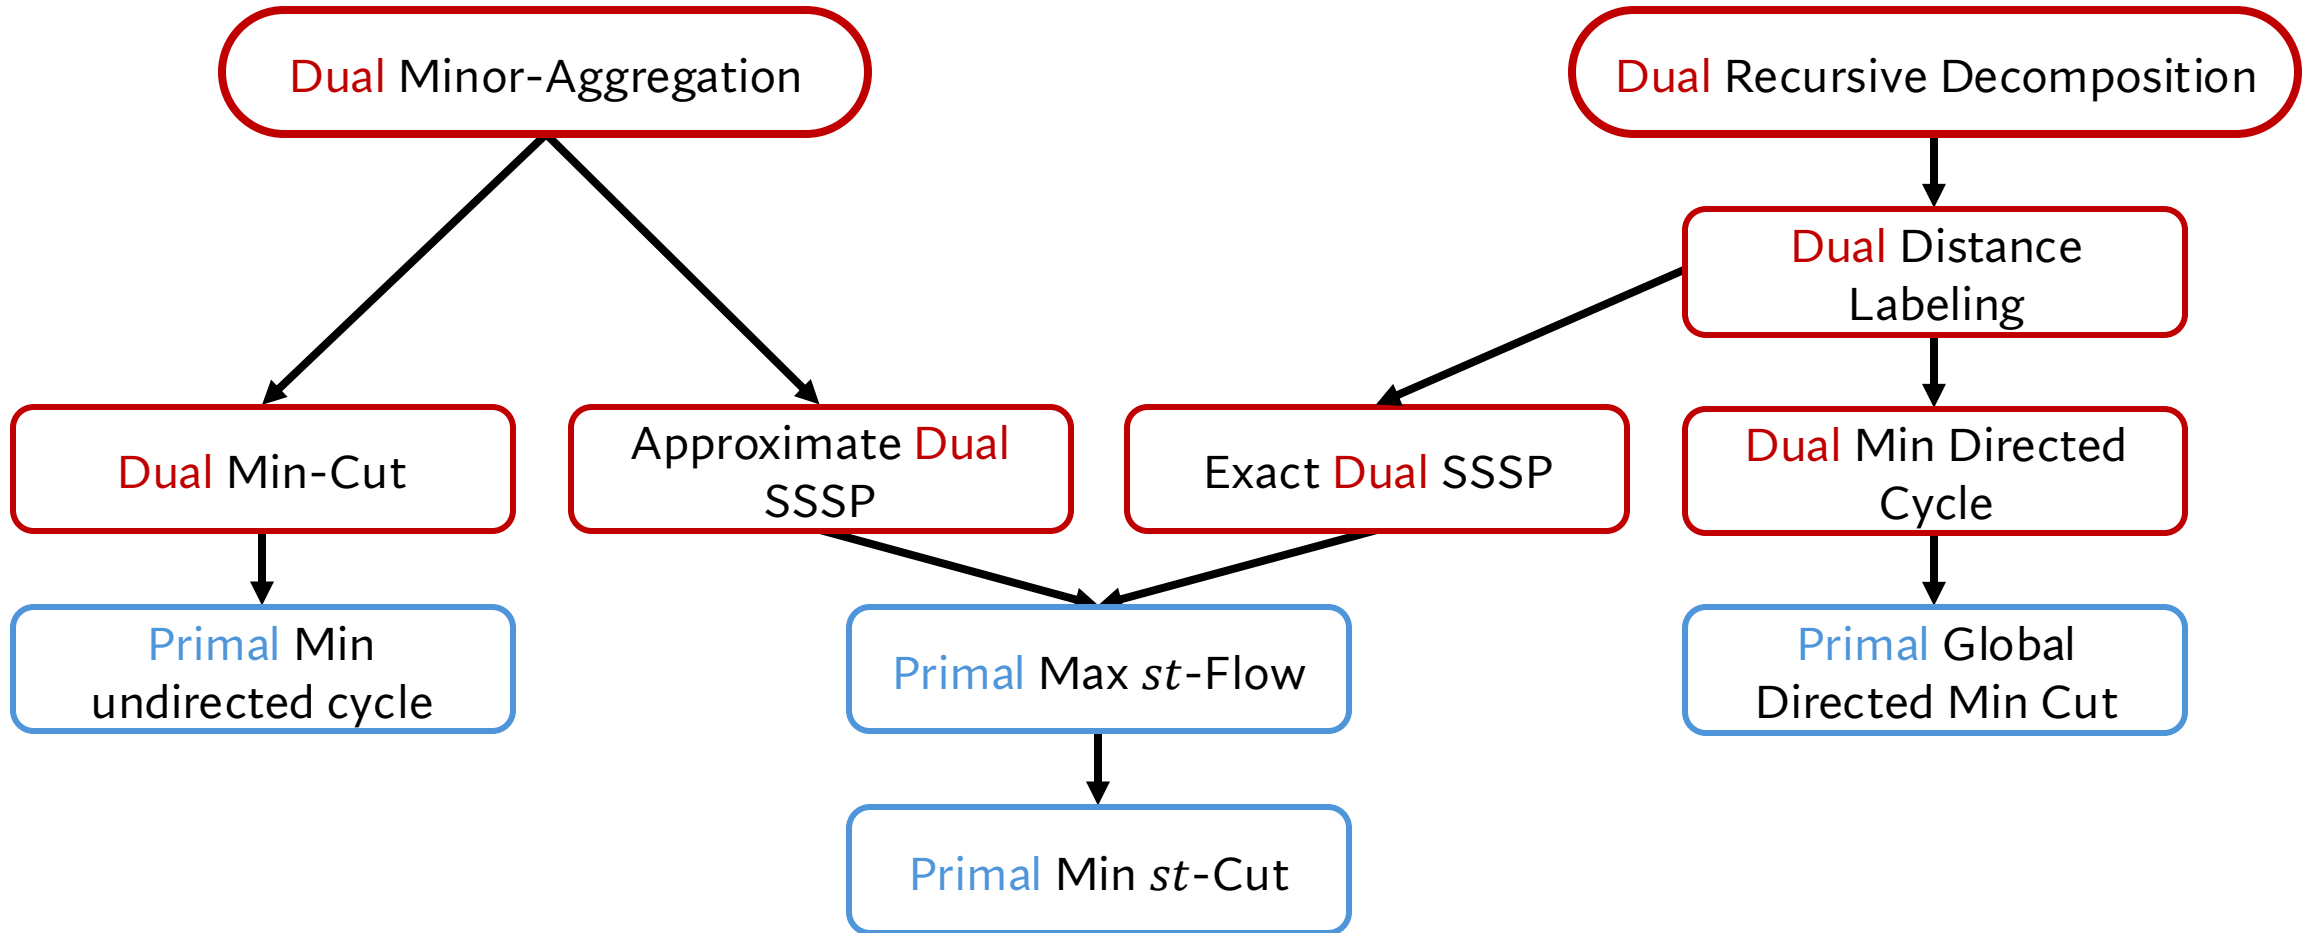 Dual Minor-Aggregation
Dual Recursive Decomposition
Dual Distance
Labeling
Dual Min-Cut
Approximate Dual
SSSP
Exact Dual SSSP
Dual Min Directed
Cycle
Primal Min
undirected cycle
Primal Max st-Flow
Primal Global
Directed Min Cut
Primal Min st-Cut